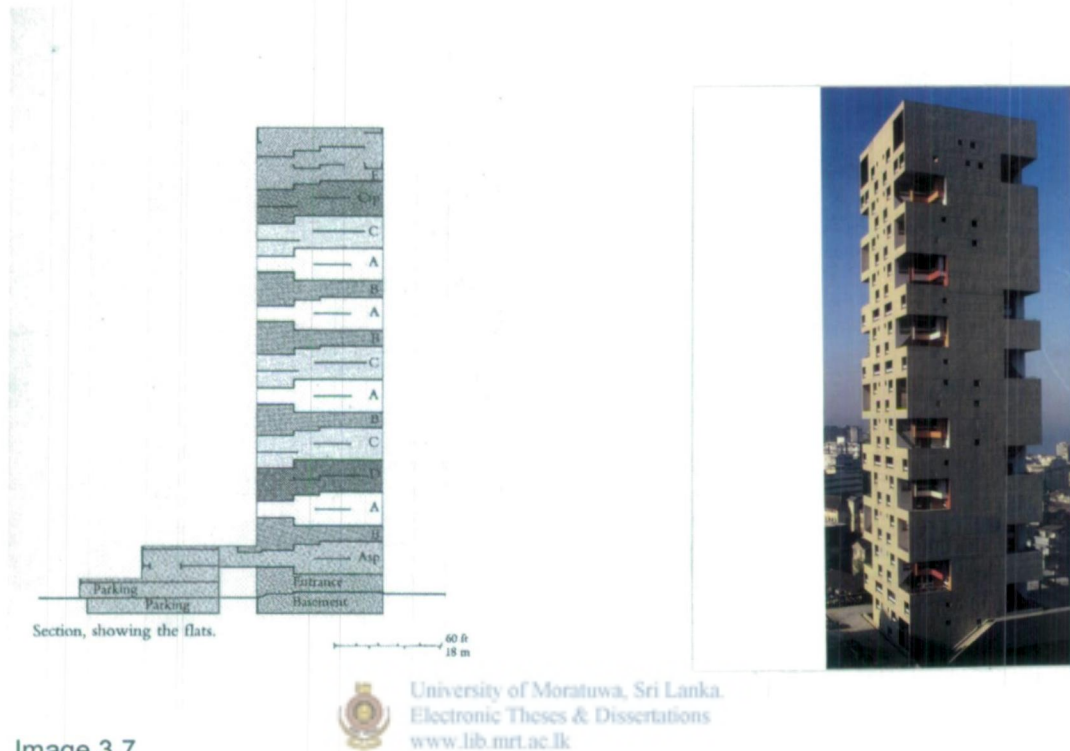 E
Crp
C
A
B
A
B
C
A
B
C
D
A
B
Asp
Entrance
Parking
Basement
Parking
Section, showing the flats.
60 ft
18 m
University of Moratuwa, Sri Lanka.
Electronic Theses & Dissertations
www.lib.mrt.ac.lk
Image 3.7